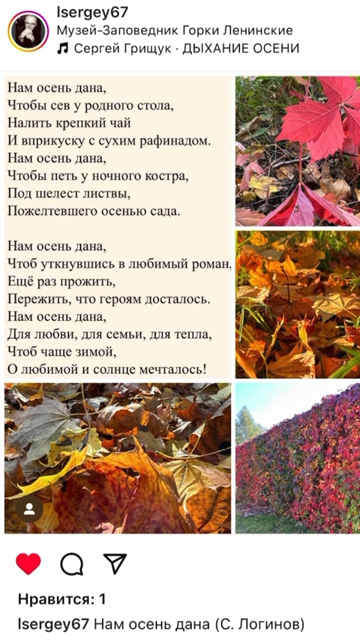 lsergey67
Музей-Заповедник Горки Ленинские
Сергей Грищук · ДЫХАНИЕ ОСЕНИ
Нам осень дана,
Чтобы сев у родного стола,
Налить крепкий чай
И вприкуску с сухим рафинадом.
Нам осень дана,
Чтобы петь у ночного костра,
Под шелест листвы,
Пожелтевшего осенью сада.
Нам осень дана,
Чтоб уткнувшись в любимый роман,
Ещё раз прожить,
Пережить, что героям досталось.
Нам осень дана,
Для любви, для семьи, для тепла,
Чтоб чаще зимой,
О любимой и солнце мечталось!
Нравится: 1
lsergey67 Нам осень дана (С. Логинов)